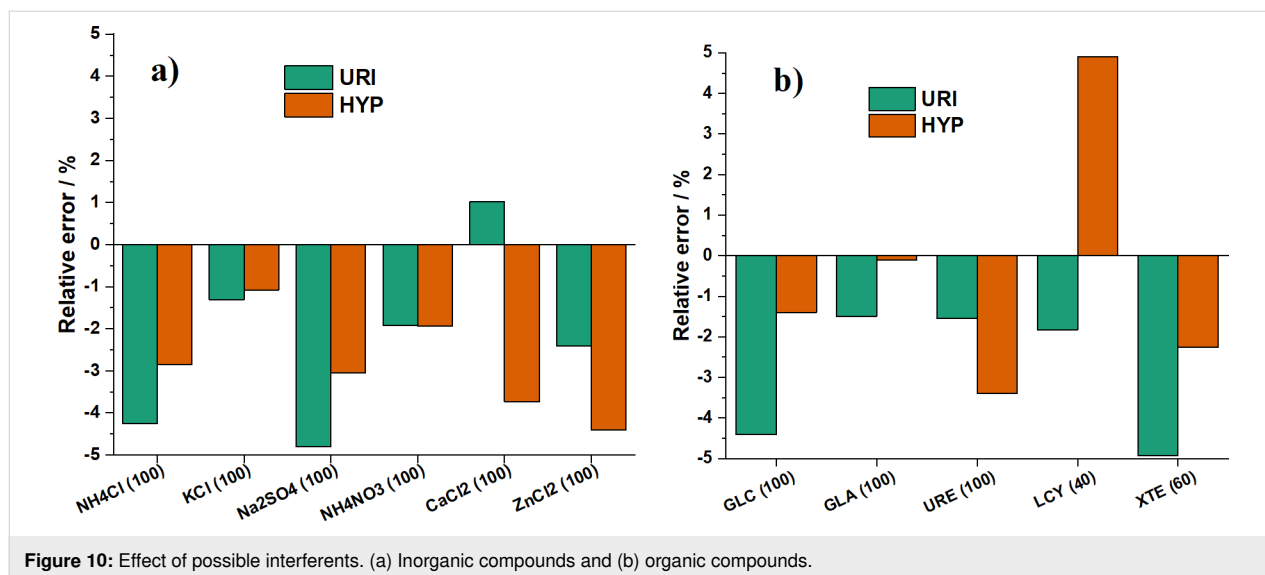 a)
URI
HYP
Relative error / %
5
4
3
2
1
0
-1
-2
-3
-4
-5
NH4Cl (100)
KCl (100)
Na2SO4 (100)
NH4NO3 (100)
CaCl2 (100)
ZnCl2 (100)
b)
URI
HYP
Relative error / %
5
4
3
2
1
0
-1
-2
-3
-4
-5
GLC (100)
GLA (100)
URE (100)
LCY (40)
XTE (60)
Figure 10: Effect of possible interferents. (a) Inorganic compounds and (b) organic compounds.